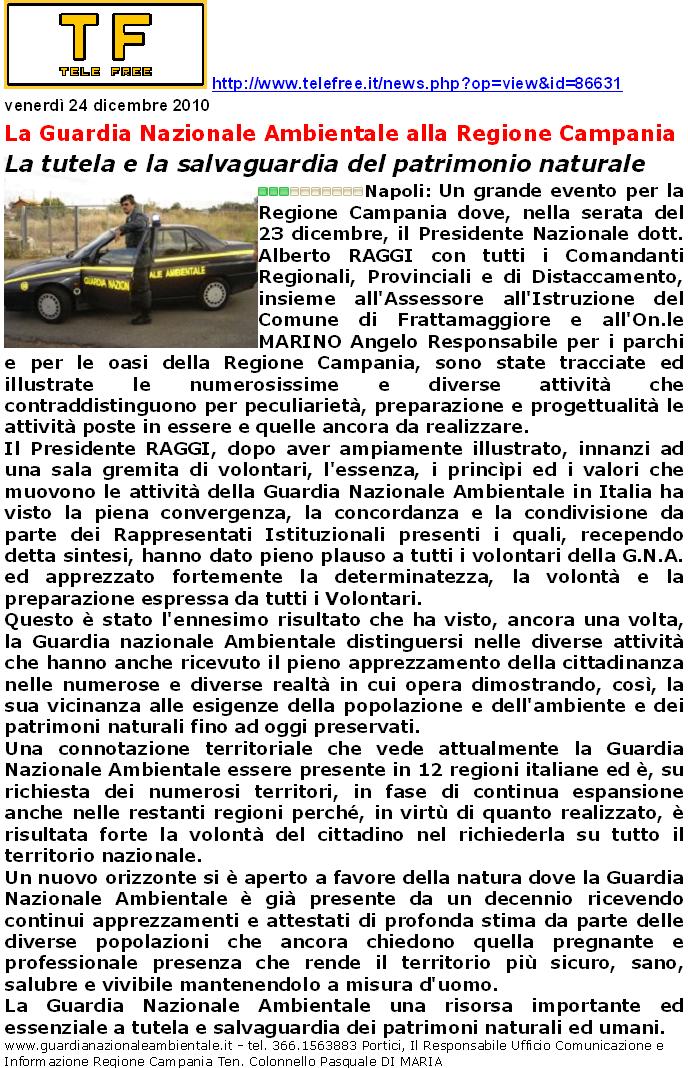 TF
TELE FREE
http://www.telefree.it/news.php?op=view&id=86631
venerdì 24 dicembre 2010
La Guardia Nazionale Ambientale alla Regione Campania
La tutela e la salvaguardia del patrimonio naturale
GUARDIA NAZION ALE AMBIENTALE
Napoli: Un grande evento per la
Regione Campania dove, nella serata del
23 dicembre, il Presidente Nazionale dott.
Alberto RAGGI con tutti i Comandanti
Regionali, Provinciali e di Distaccamento,
insieme all'Assessore all'Istruzione del
Comune di Frattamaggiore e all'On.le
MARINO Angelo Responsabile per i parchi
e per le oasi della Regione Campania, sono state tracciate ed
illustrate le numerosissime e diverse attività che
contraddistinguono per peculiarietà, preparazione e progettualità le
attività poste in essere e quelle ancora da realizzare.
Il Presidente RAGGI, dopo aver ampiamente illustrato, innanzi ad
una sala gremita di volontari, l'essenza, i princìpi ed i valori che
muovono le attività della Guardia Nazionale Ambientale in Italia ha
visto la piena convergenza, la concordanza e la condivisione da
parte dei Rappresentati Istituzionali presenti i quali, recependo
detta sintesi, hanno dato pieno plauso a tutti i volontari della G.N.A.
ed apprezzato fortemente la determinatezza, la volontà e la
preparazione espressa da tutti i Volontari.
Questo è stato l'ennesimo risultato che ha visto, ancora una volta,
la Guardia nazionale Ambientale distinguersi nelle diverse attività
che hanno anche ricevuto il pieno apprezzamento della cittadinanza
nelle numerose e diverse realtà in cui opera dimostrando, così, la
sua vicinanza alle esigenze della popolazione e dell'ambiente e dei
patrimoni naturali fino ad oggi preservati.
Una connotazione territoriale che vede attualmente la Guardia
Nazionale Ambientale essere presente in 12 regioni italiane ed è, su
richiesta dei numerosi territori, in fase di continua espansione
anche nelle restanti regioni perché, in virtù di quanto realizzato, è
risultata forte la volontà del cittadino nel richiederla su tutto il
territorio nazionale.
Un nuovo orizzonte si è aperto a favore della natura dove la Guardia
Nazionale Ambientale è già presente da un decennio ricevendo
continui apprezzamenti e attestati di profonda stima da parte delle
diverse popolazioni che ancora chiedono quella pregnante e
professionale presenza che rende il territorio più sicuro, sano,
salubre e vivibile mantenendolo a misura d'uomo.
La Guardia Nazionale Ambientale una risorsa importante ed
essenziale a tutela e salvaguardia dei patrimoni naturali ed umani.
www.guardianazionaleambientale.it - tel. 366.1563883 Portici, Il Responsabile Ufficio Comunicazione e
Informazione Regione Campania Ten. Colonnello Pasquale DI MARIA